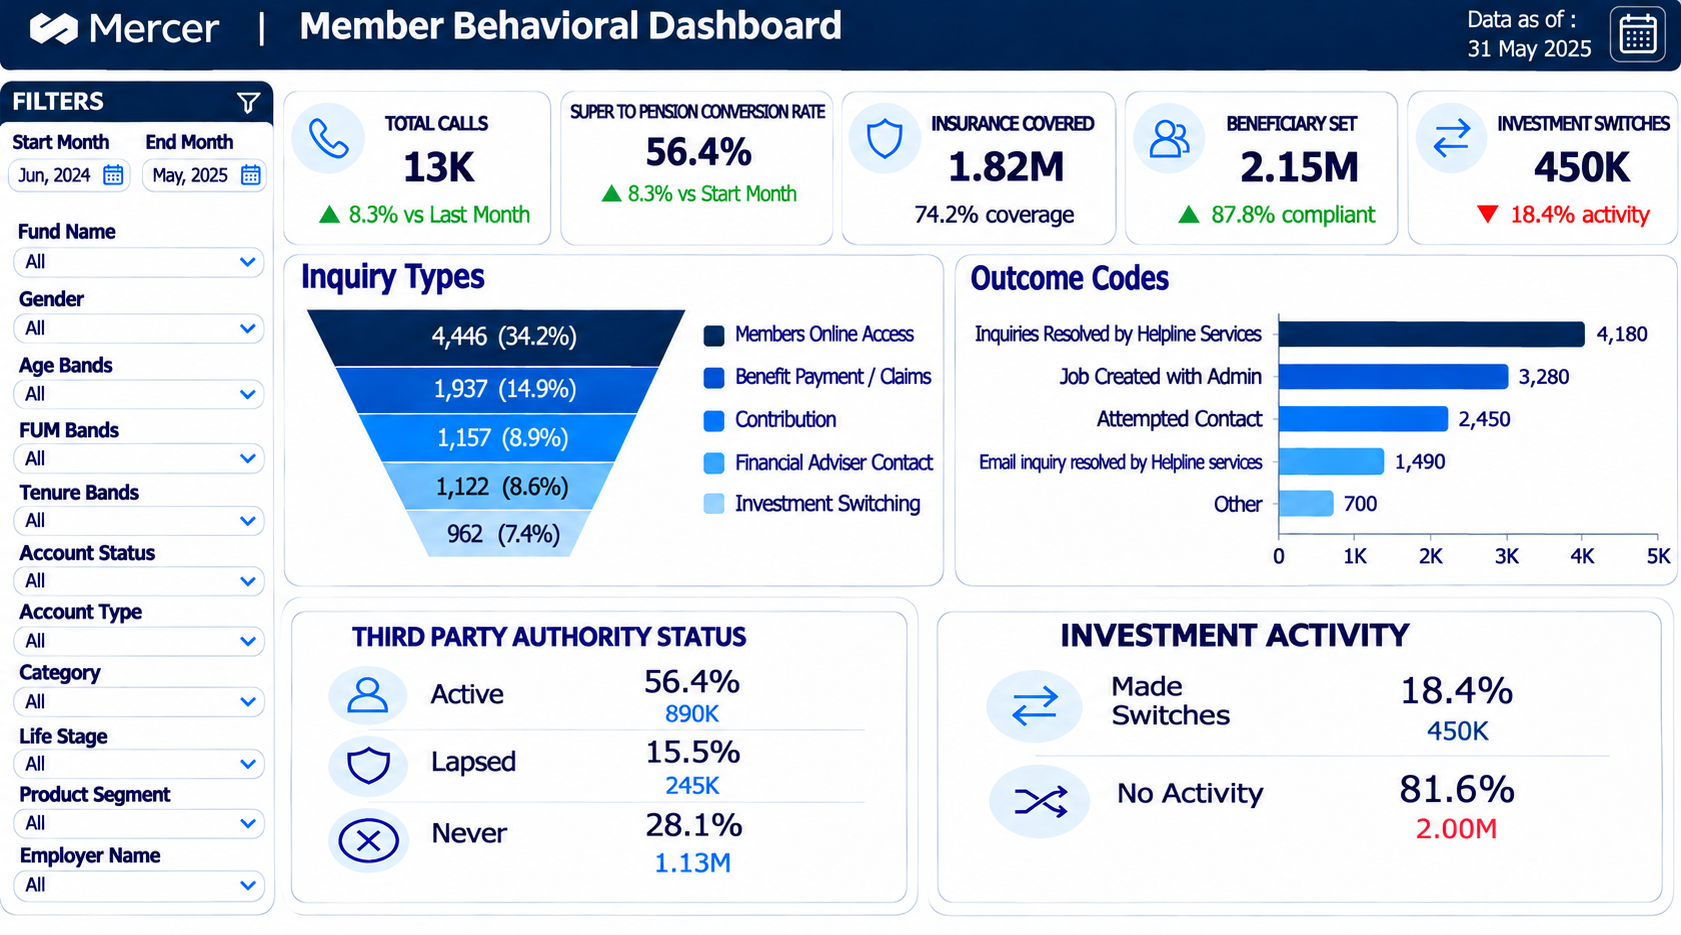 Mercer | Member Behavioral Dashboard
Data as of :
31 May 2025
FILTERS
Start Month
End Month
Jun, 2024
May, 2025
Fund Name
All
Gender
All
Age Bands
All
FUM Bands
All
Tenure Bands
All
Account Status
All
Account Type
All
Category
All
Life Stage
All
Product Segment
All
Employer Name
All
TOTAL CALLS
13K
▲ 8.3% vs Last Month
SUPER TO PENSION CONVERSION RATE
56.4%
▲ 8.3% vs Start Month
INSURANCE COVERED
1.82M
74.2% coverage
BENEFICIARY SET
2.15M
▲ 87.8% compliant
INVESTMENT SWITCHES
450K
▼ 18.4% activity
Inquiry Types
4,446 (34.2%)
1,937 (14.9%)
1,157 (8.9%)
1,122 (8.6%)
962 (7.4%)
Members Online Access
Benefit Payment / Claims
Contribution
Financial Adviser Contact
Investment Switching
Outcome Codes
Inquiries Resolved by Helpline Services 4,180
Job Created with Admin 3,280
Attempted Contact 2,450
Email inquiry resolved by Helpline services 1,490
Other 700
0 1K 2K 3K 4K 5K
THIRD PARTY AUTHORITY STATUS
Active
56.4%
890K
Lapsed
15.5%
245K
Never
28.1%
1.13M
INVESTMENT ACTIVITY
Made
Switches
18.4%
450K
No Activity
81.6%
2.00M